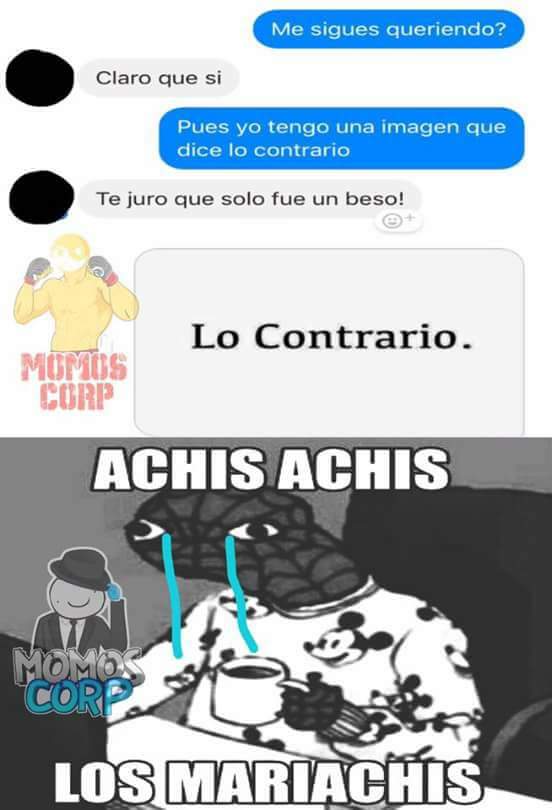 Me sigues queriendo?
Claro que si
Pues yo tengo una imagen que
dice lo contrario
Te juro que solo fue un beso!
MOMOS
CORP
Lo Contrario.
ACHIS ACHIS
MOMOS
CORP
LOS MARIACHIS